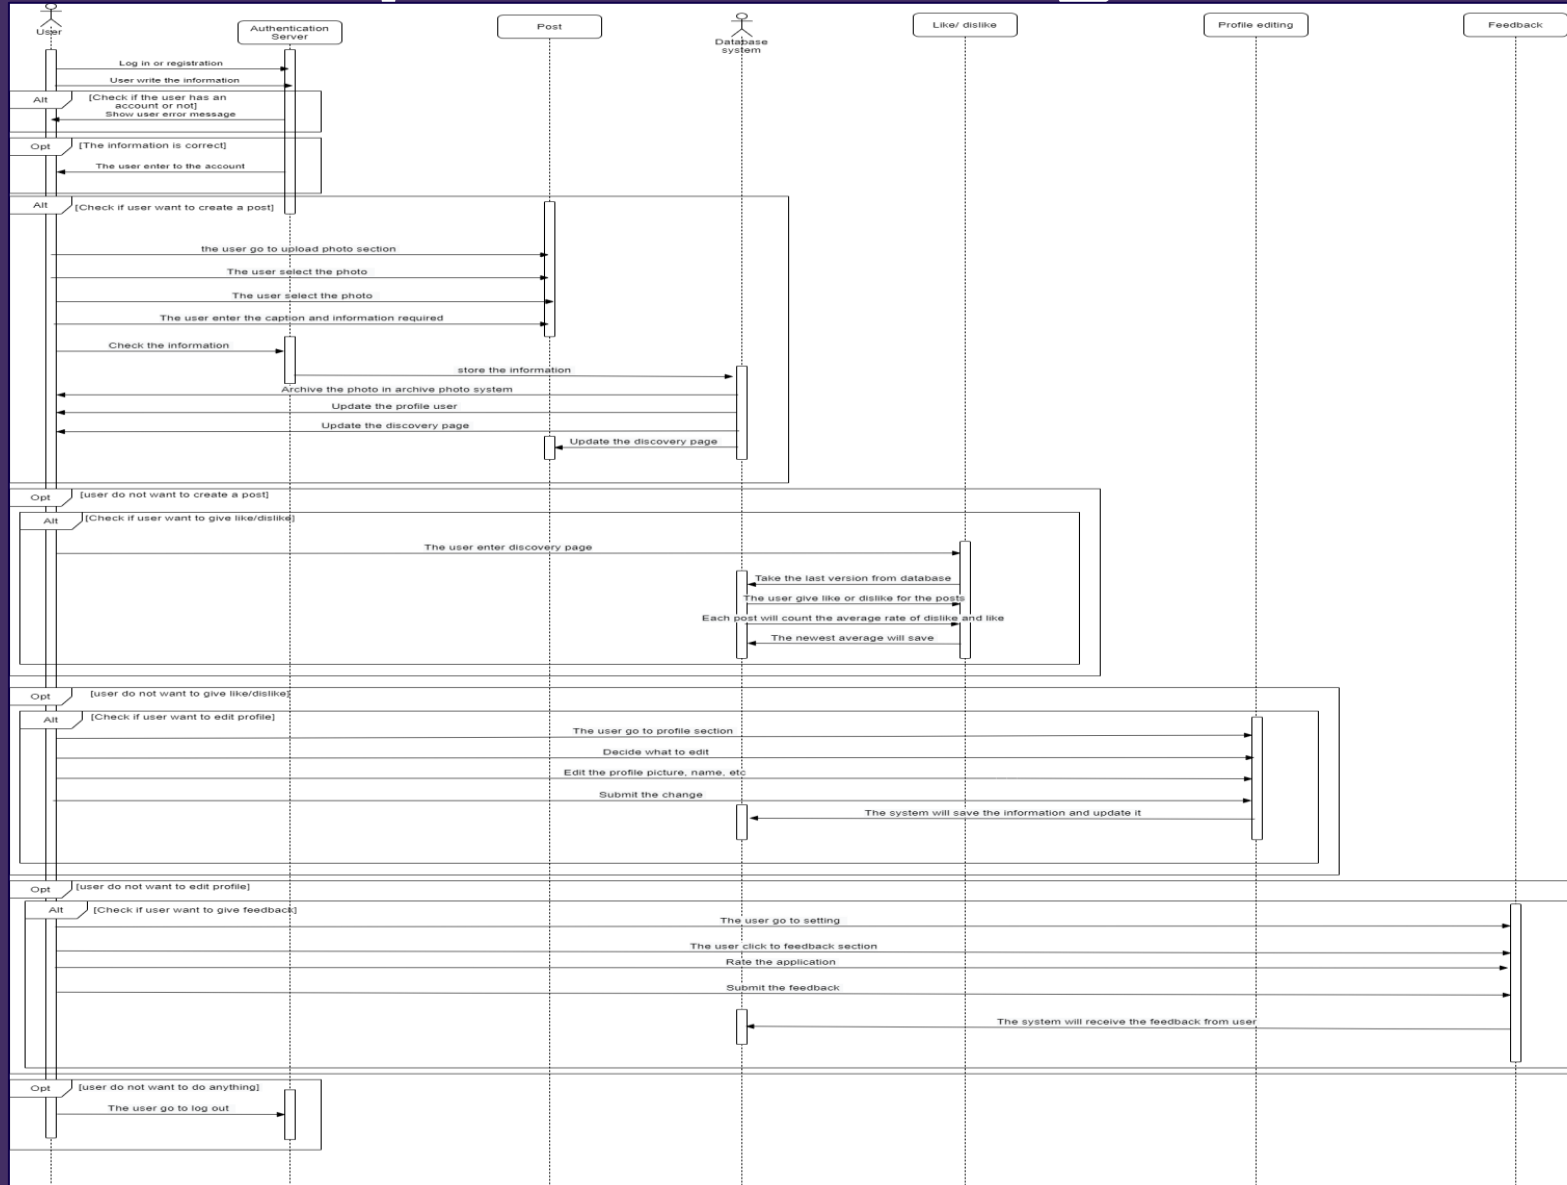 User
Authentication
Server
Post
Database
system
Like/ dislike
Profile editing
Feedback
Log in or registration
User write the information
Alt
[Check if the user has an
account or not]
Show user error message
Opt
[The information is correct]
The user enter to the account
Alt
[Check if user want to create a post]
the user go to upload photo section
The user select the photo
The user select the photo
The user enter the caption and information required
Check the information
store the information
Archive the photo in archive photo system
Update the profile user
Update the discovery page
Update the discovery page
Opt
[user do not want to create a post]
Alt
[Check if user want to give like/dislike]
The user enter discovery page
Take the last version from database
The user give like or dislike for the posts
Each post will count the average rate of dislike and like
The newest average will save
Opt
[user do not want to give like/dislike]
Alt
[Check if user want to edit profile]
The user go to profile section
Decide what to edit
Edit the profile picture, name, etc
Submit the change
The system will save the information and update it
Opt
[user do not want to edit profile]
Alt
[Check if user want to give feedback]
The user go to setting
The user click to feedback section
Rate the application
Submit the feedback
The system will receive the feedback from user
Opt
[user do not want to do anything]
The user go to log out